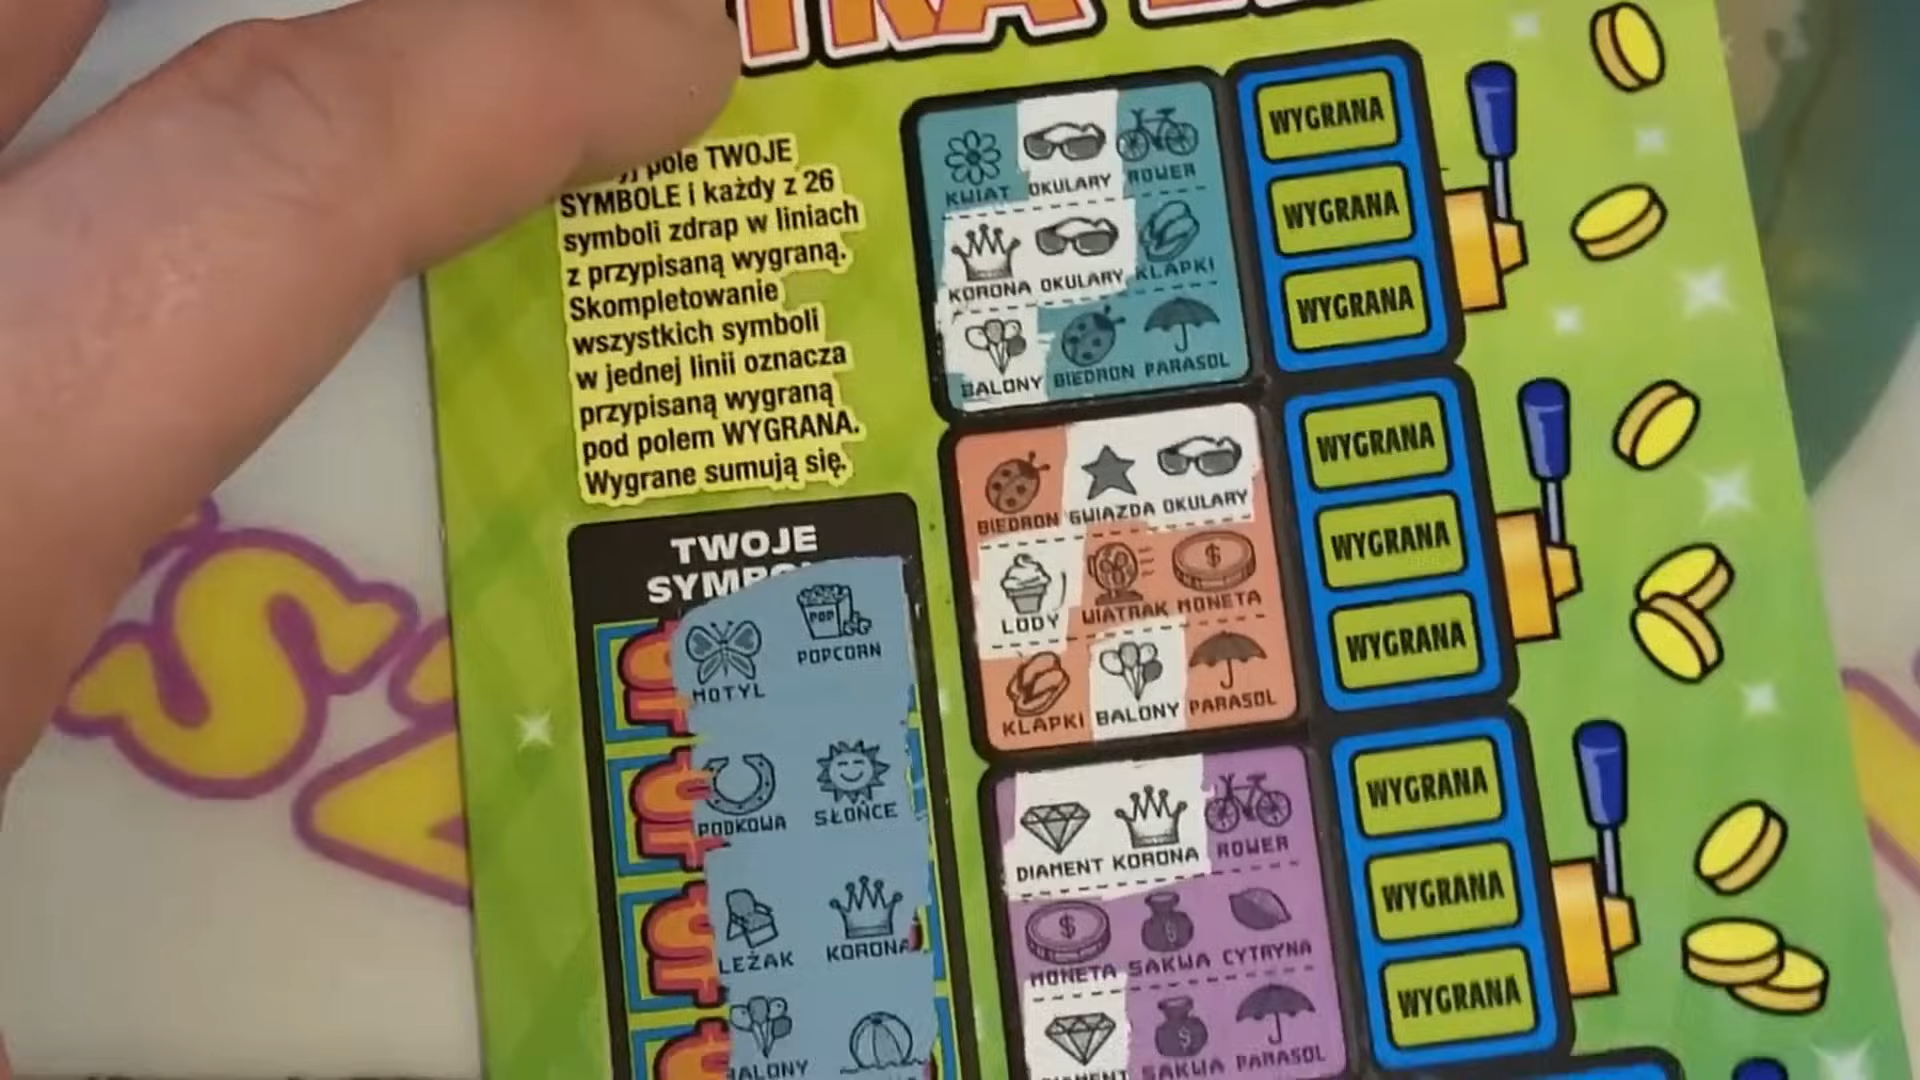 pole TWOJE
SYMBOLE i każdy z 26
symboli zdrap w liniach
z przypisaną wygraną.
Skompletowanie
wszystkich symboli
w jednej linii oznacza
przypisaną wygraną
pod polem WYGRANA.
Wygrane sumują się.
TWOJE
POP
MOTYL POPCORN
PODKOWA SŁOŃCE
LEŻAK KORONA
BALONY
KWIAT OKULARY ROWER
WYGRANA
KORONA OKULARY KLAPKI
WYGRANA
BALONY BIEDRON PARASOL
WYGRANA
BIEDRON GWIAZDA OKULARY
WYGRANA
$
LODY WIATRAK MONETA
WYGRANA
KLAPKI BALONY PARASOL
WYGRANA
DIAMENT KORONA ROWER
WYGRANA
$ $
MONETA SAKWA CYTRYNA
WYGRANA
$
DIAMENT SAKWA PARASOL
WYGRANA